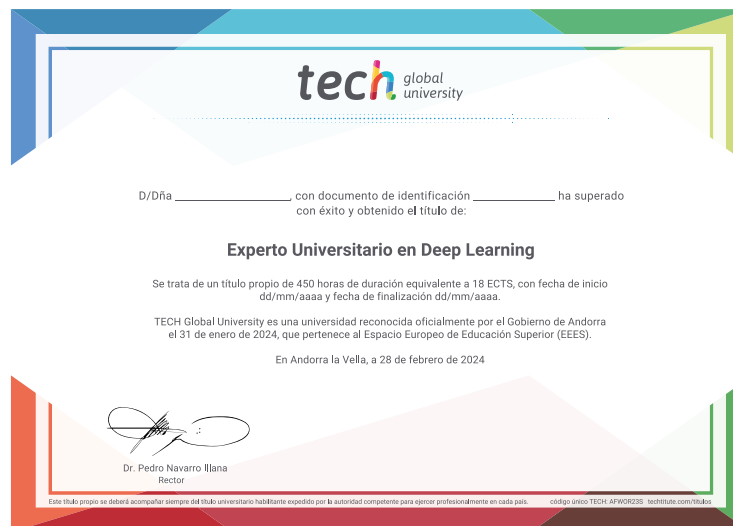 tech global university
D/Dña ________________, con documento de identificación ____________ ha superado
con éxito y obtenido el título de:
Experto Universitario en Deep Learning
Se trata de un título propio de 450 horas de duración equivalente a 18 ECTS, con fecha de inicio
dd/mm/aaaa y fecha de finalización dd/mm/aaaa.
TECH Global University es una universidad reconocida oficialmente por el Gobierno de Andorra
el 31 de enero de 2024, que pertenece al Espacio Europeo de Educación Superior (EEES).
En Andorra la Vella, a 28 de febrero de 2024
Dr. Pedro Navarro Illana
Rector
Este título propio se deberá acompañar siempre del título universitario habilitante expedido por la autoridad competente para ejercer profesionalmente en cada país. código único TECH: AFWOR23S techtitute.com/titulos